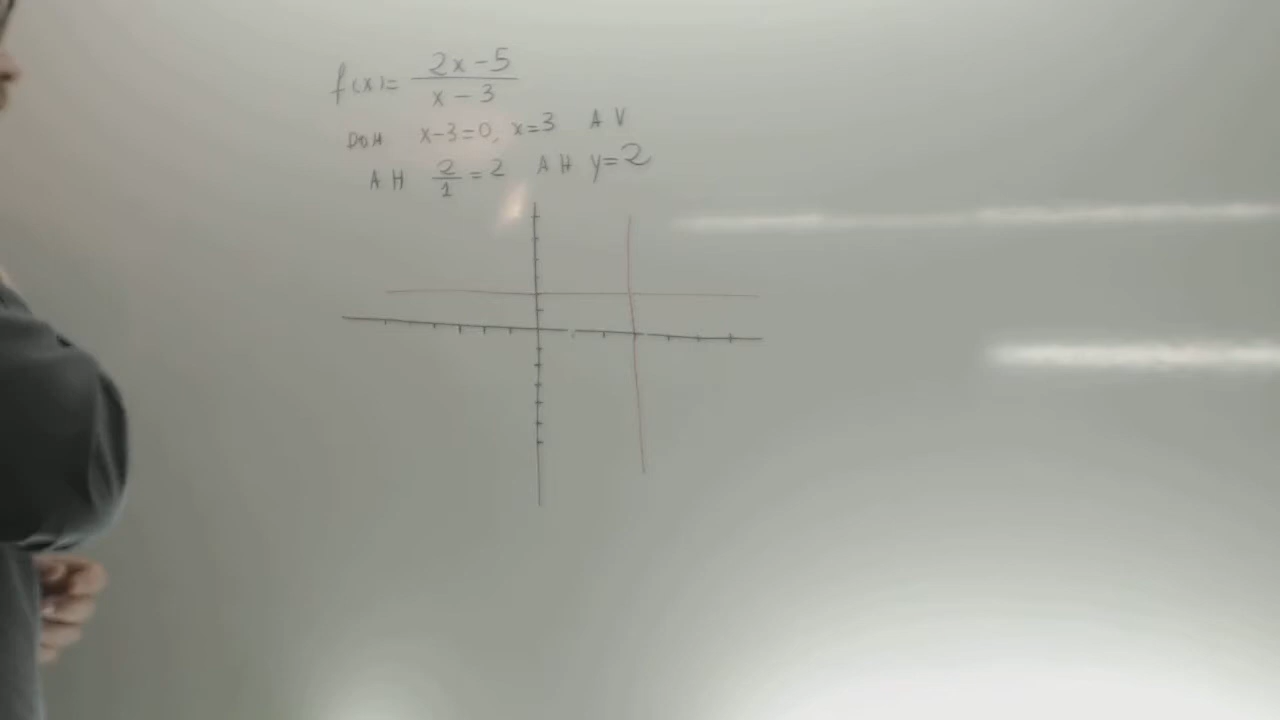 f(x)= 2x-5 / x-3
DOM x-3=0, x=3 AV
AH 2/1 =2 AH y=2